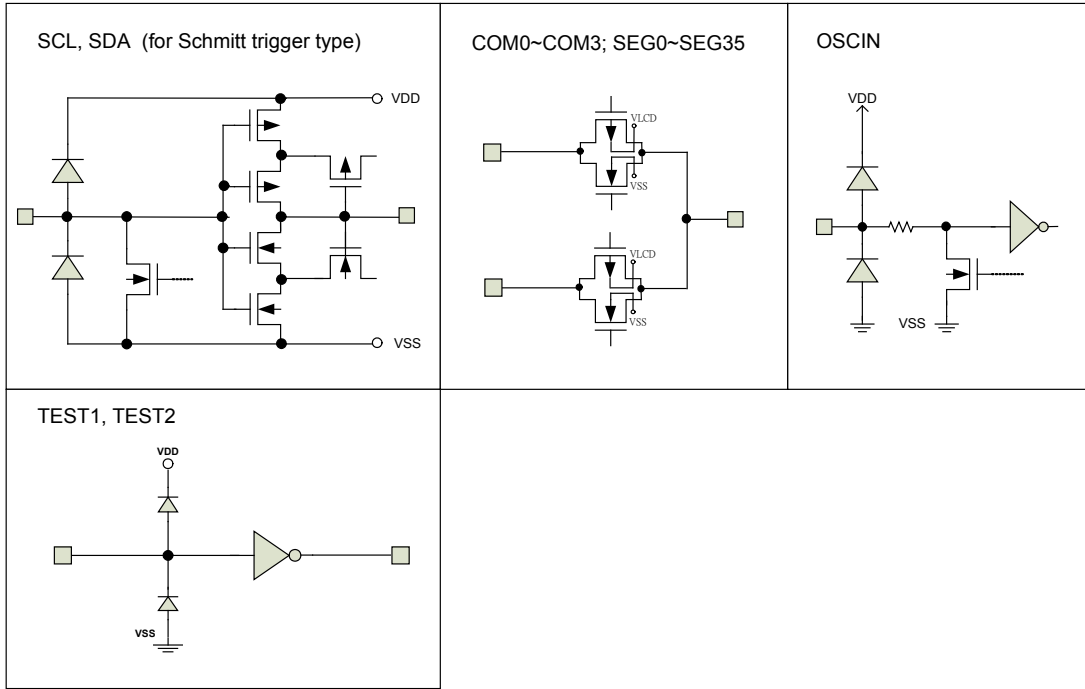 SCL, SDA (for Schmitt trigger type)
VDD
VSS
COM0~COM3; SEG0~SEG35
VLCD
VSS
VLCD
VSS
OSCIN
VDD
VSS
TEST1, TEST2
VDD
VSS